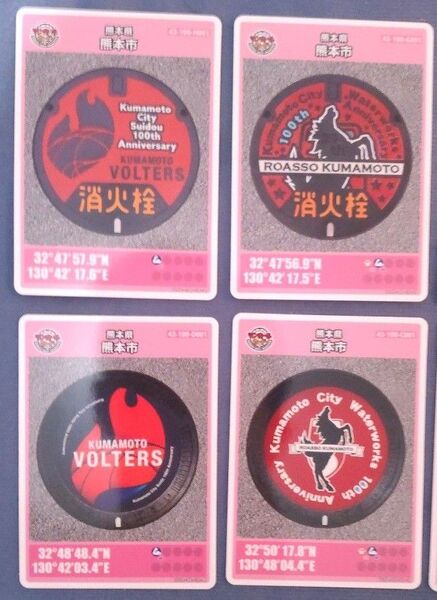 熊本県
熊本市
Kumamoto
City
Suidou
100th
Anniversary
KUMAMOTO
VOLTERS
消火栓
32°47'57.9"N
130°42'17.6"E
熊本県
熊本市
Kumamoto City Waterworks
100th Anniversary
ROASSO KUMAMOTO
消火栓
32°47'56.9"N
130°42'17.5"E
熊本県
熊本市
KUMAMOTO
VOLTERS
32°48'48.4"N
130°42'03.4"E
熊本県
熊本市
Kumamoto City Waterworks 100th Anniversary
ROASSO KUMAMOTO
32°50'17.8"N
130°48'04.4"E